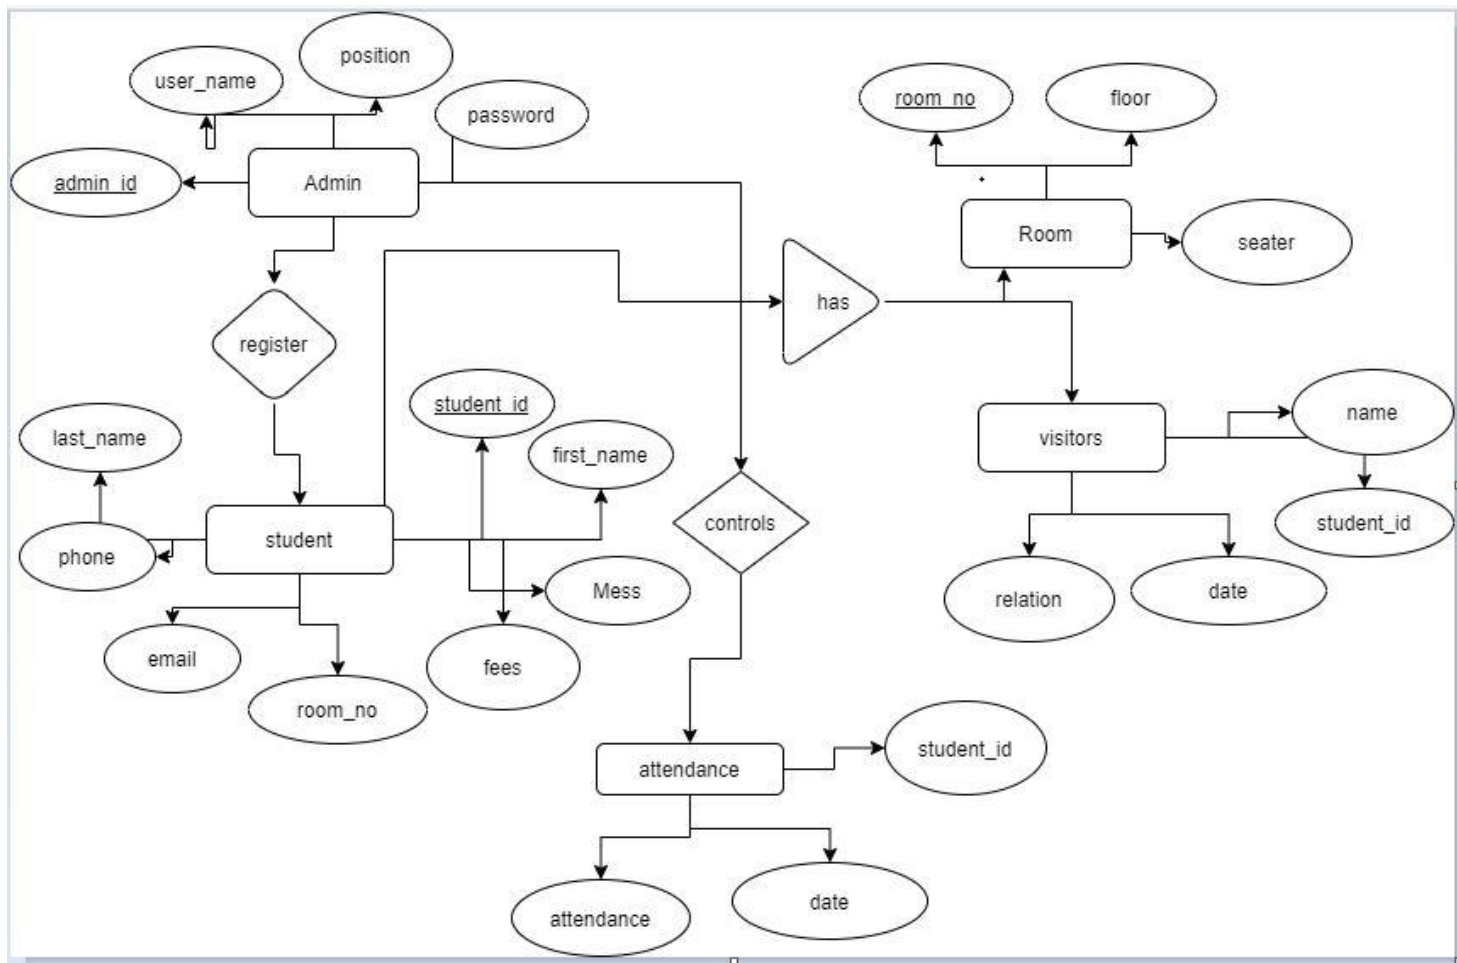 position
user_name
password
room_no
floor
admin_id
Admin
Room
seater
has
register
student_id
name
last_name
first_name
visitors
controls
student_id
student
phone
Mess
relation
date
email
fees
room_no
student_id
attendance
date
attendance